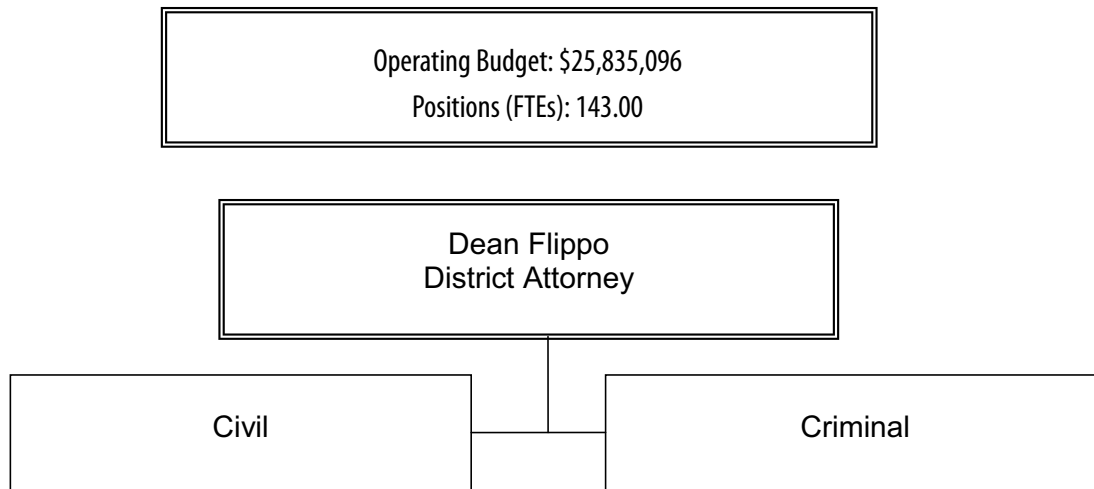 Operating Budget: $25,835,096
Positions (FTEs): 143.00
Dean Flippo
District Attorney
Civil
Criminal